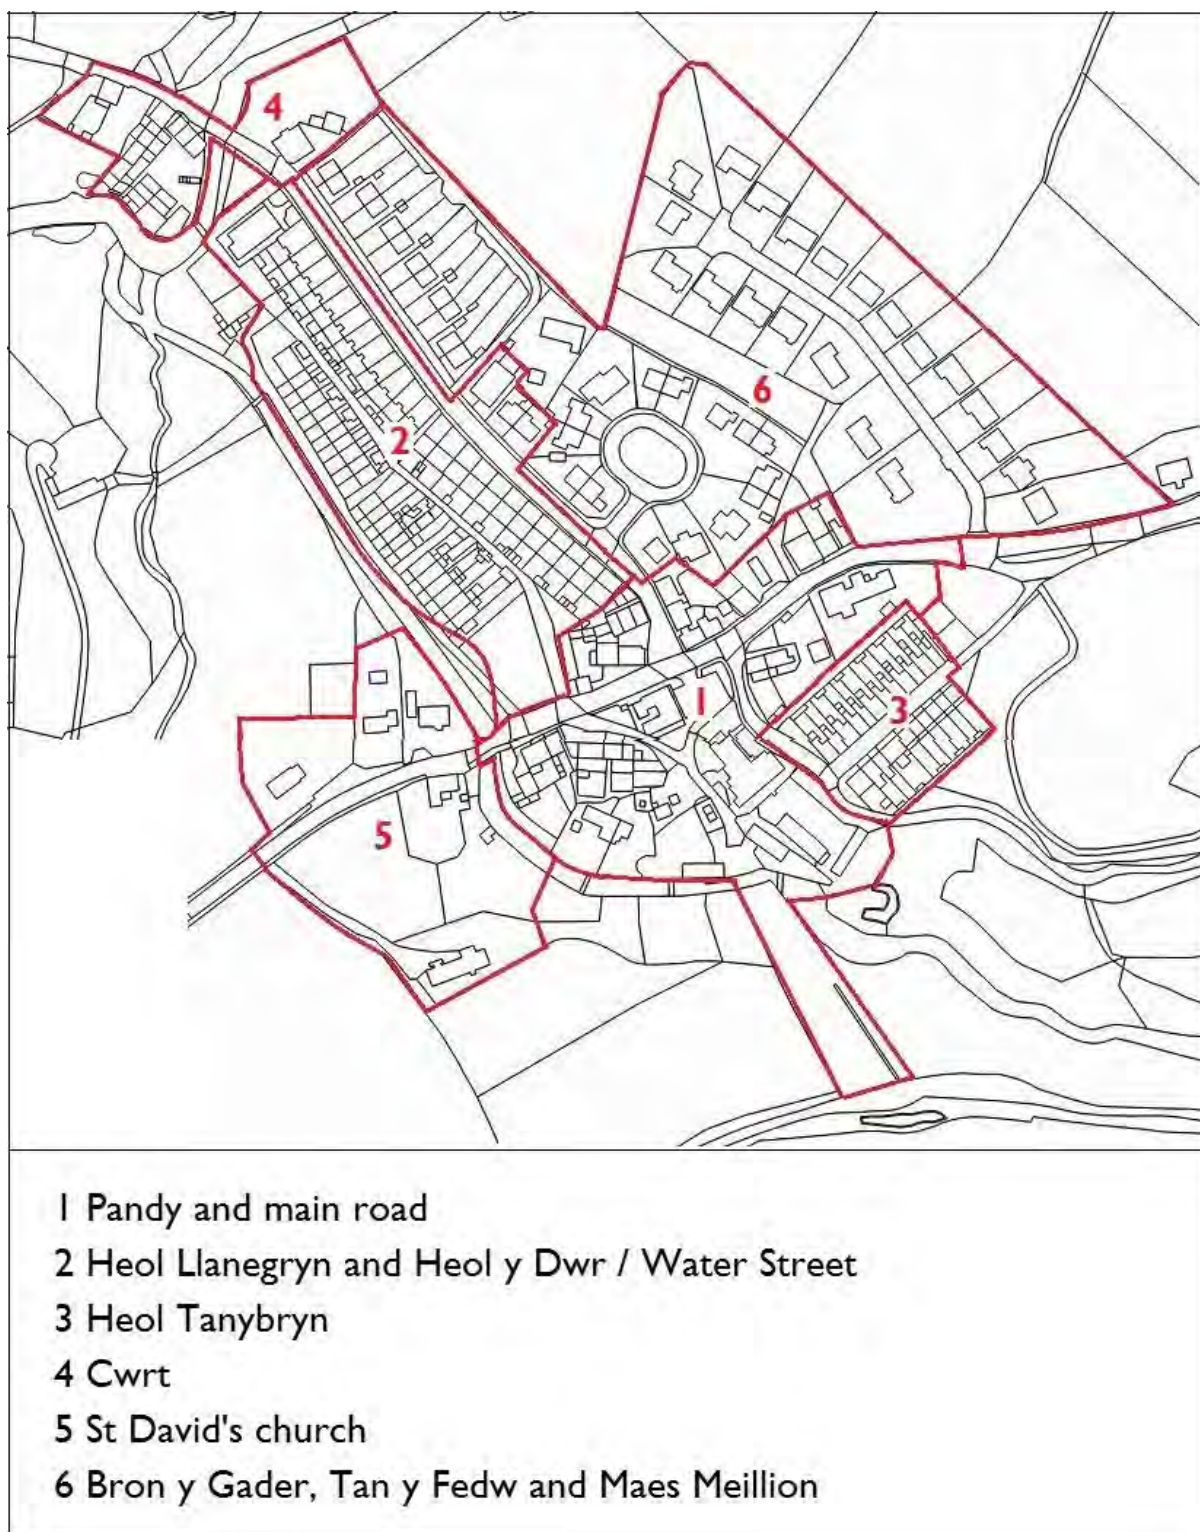 4
6
2
1
3
5
1 Pandy and main road
2 Heol Llanegryn and Heol y Dwr / Water Street
3 Heol Tanybryn
4 Cwrt
5 St David's church
6 Bron y Gader, Tan y Fedw and Maes Meillion